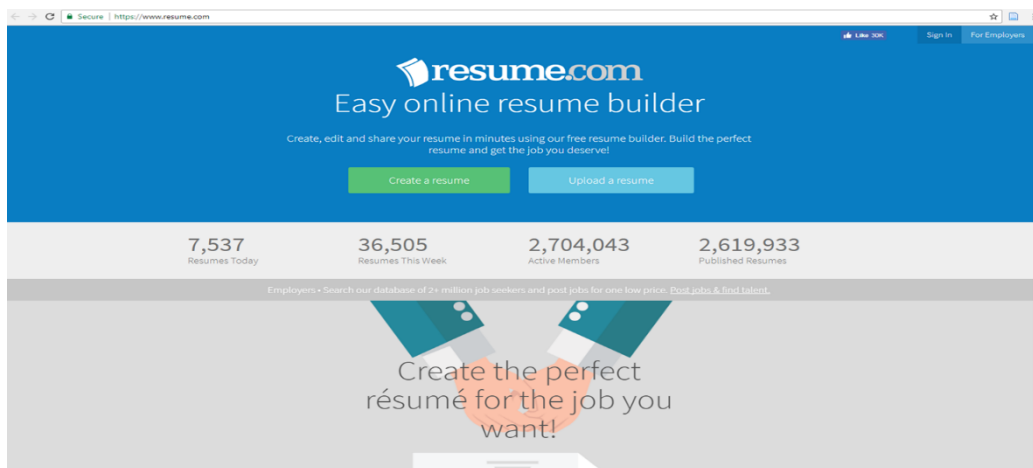 Secure | https://www.resume.com
Like 30K
Sign In
For Employers
resume.com
Easy online resume builder
Create, edit and share your resume in minutes using our free resume builder. Build the perfect
resume and get the job you deserve!
Create a resume
Upload a resume
7,537
Resumes Today
36,505
Resumes This Week
2,704,043
Active Members
2,619,933
Published Resumes
Employers • Search our database of 2+ million job seekers and post jobs for one low price. Post jobs & find talent.
Create the perfect
résumé for the job you
want!